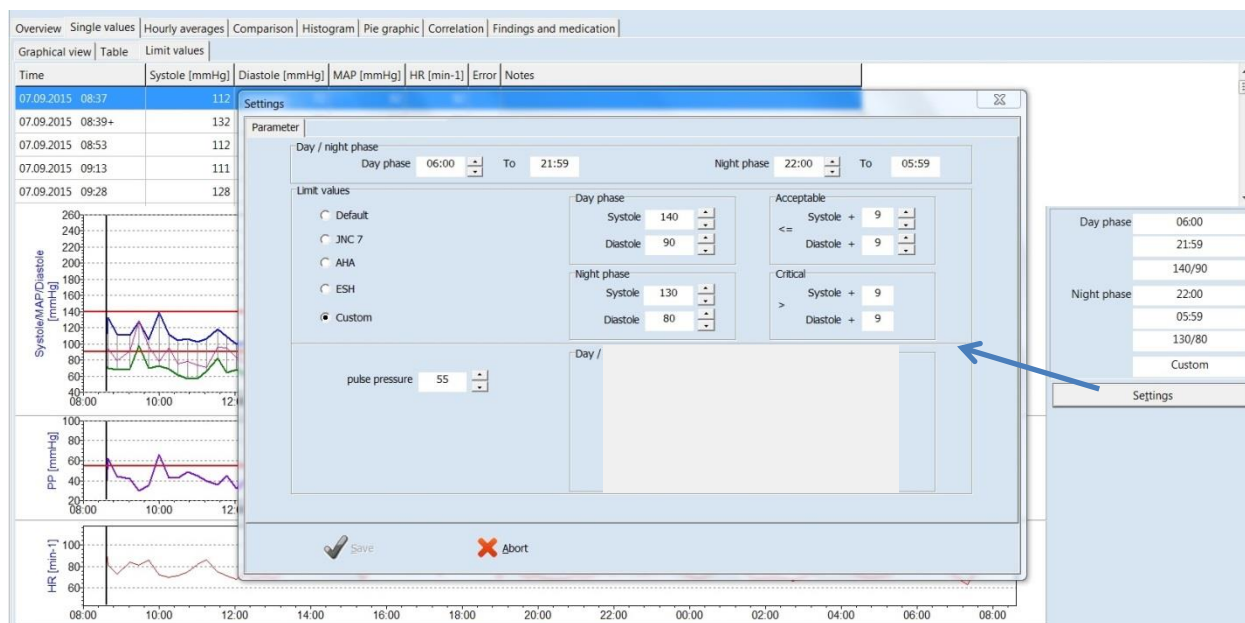 Overview Single values Hourly averages Comparison Histogram Pie graphic Correlation Findings and medication
Graphical view Table Limit values
Time Systole [mmHg] Diastole [mmHg] MAP [mmHg] HR [min-1] Error Notes
07.09.2015 08:37 112
07.09.2015 08:39+ 132
07.09.2015 08:53 112
07.09.2015 09:13 111
07.09.2015 09:28 128
Settings
Parameter
Day / night phase
Day phase 06:00 To 21:59 Night phase 22:00 To 05:59
Limit values
Default
JNC 7
AHA
ESH
Custom
Day phase
Systole 140
Diastole 90
Acceptable
<=
Systole + 9
Diastole + 9
Night phase
Systole 130
Diastole 80
Critical
>
Systole + 9
Diastole + 9
pulse pressure 55
Day /
Save Abort
Day phase 06:00
21:59
140/90
Night phase 22:00
05:59
130/80
Custom
Settings
Systole/MAP/Diastole
[mmHg]
260
240
220
200
180
160
140
120
100
80
60
40
08:00 10:00 12:
PP [mmHg]
100
80
60
40
20
08:00 10:00 12:
HR [min-1]
100
80
60
08:00 10:00 12:00 14:00 16:00 18:00 20:00 22:00 00:00 02:00 04:00 06:00 08:00